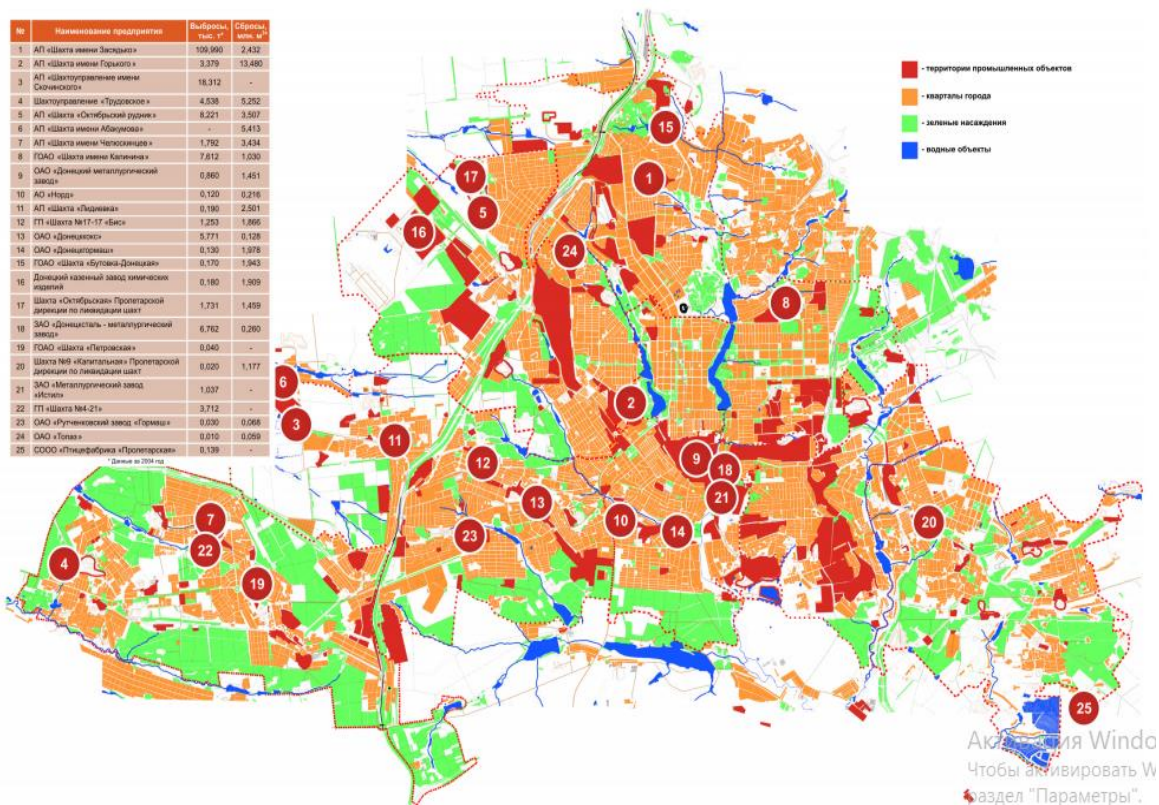 № Наименование предприятия Выбросы, тыс. т* Сбросы, млн. м³*
1 АП «Шахта имени Засядько» 109,990 2,432
2 АП «Шахта имени Горького» 3,379 13,480
3 АП «Шахтоуправление имени Скочинского» 18,312 -
4 Шахтоуправление «Трудовское» 4,538 5,252
5 АП «Шахта «Октябрьский рудник» 8,221 3,507
6 АП «Шахта имени Абакумова» - 5,413
7 АП «Шахта имени Челюскинцев» 1,792 3,434
8 ГОАО «Шахта имени Калинина» 7,612 1,030
9 ОАО «Донецкий металлургический завод» 0,860 1,451
10 АО «Норд» 0,120 0,216
11 АП «Шахта «Лидиевка» 0,190 2,501
12 ГП «Шахта №17-17 «Бис» 1,253 1,866
13 ОАО «Донецккокс» 5,771 0,128
14 ОАО «Донецкгормаш» 0,130 1,978
15 ГОАО «Шахта «Бутовка-Донецкая» 0,170 1,943
16 Донецкий казенный завод химических изделий 0,180 1,909
17 Шахта «Октябрьская» Пролетарской дирекции по ликвидации шахт 1,731 1,459
18 ЗАО «Донецксталь - металлургический завод» 6,762 0,260
19 ГОАО «Шахта «Петровская» 0,040 -
20 Шахта №9 «Капитальная» Пролетарской дирекции по ликвидации шахт 0,020 1,177
21 ЗАО «Металлургический завод «Истил» 1,037 -
22 ГП «Шахта №4-21» 3,712 -
23 ОАО «Рутченковский завод «Гормаш» 0,030 0,068
24 ОАО «Топаз» 0,010 0,059
25 СООО «Птицефабрика «Пролетарская» 0,139 -
* Данные за 2004 год
- территории промышленных объектов
- кварталы города
- зеленые насаждения
- водные объекты
15
17
1
5
16
24
8
6
2
3
11
9
12
18
21
13
7
10
20
14
23
22
4
19
25
Активация Windo
Чтобы активировать W
раздел "Параметры".